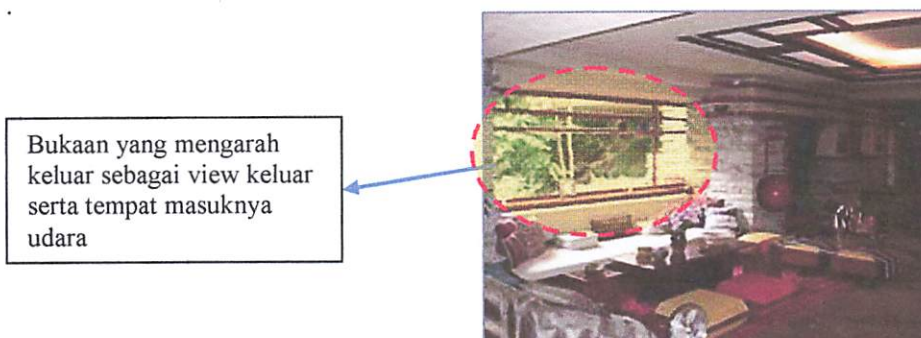 Bukaan yang mengarah
keluar sebagai view keluar
serta tempat masuknya
udara